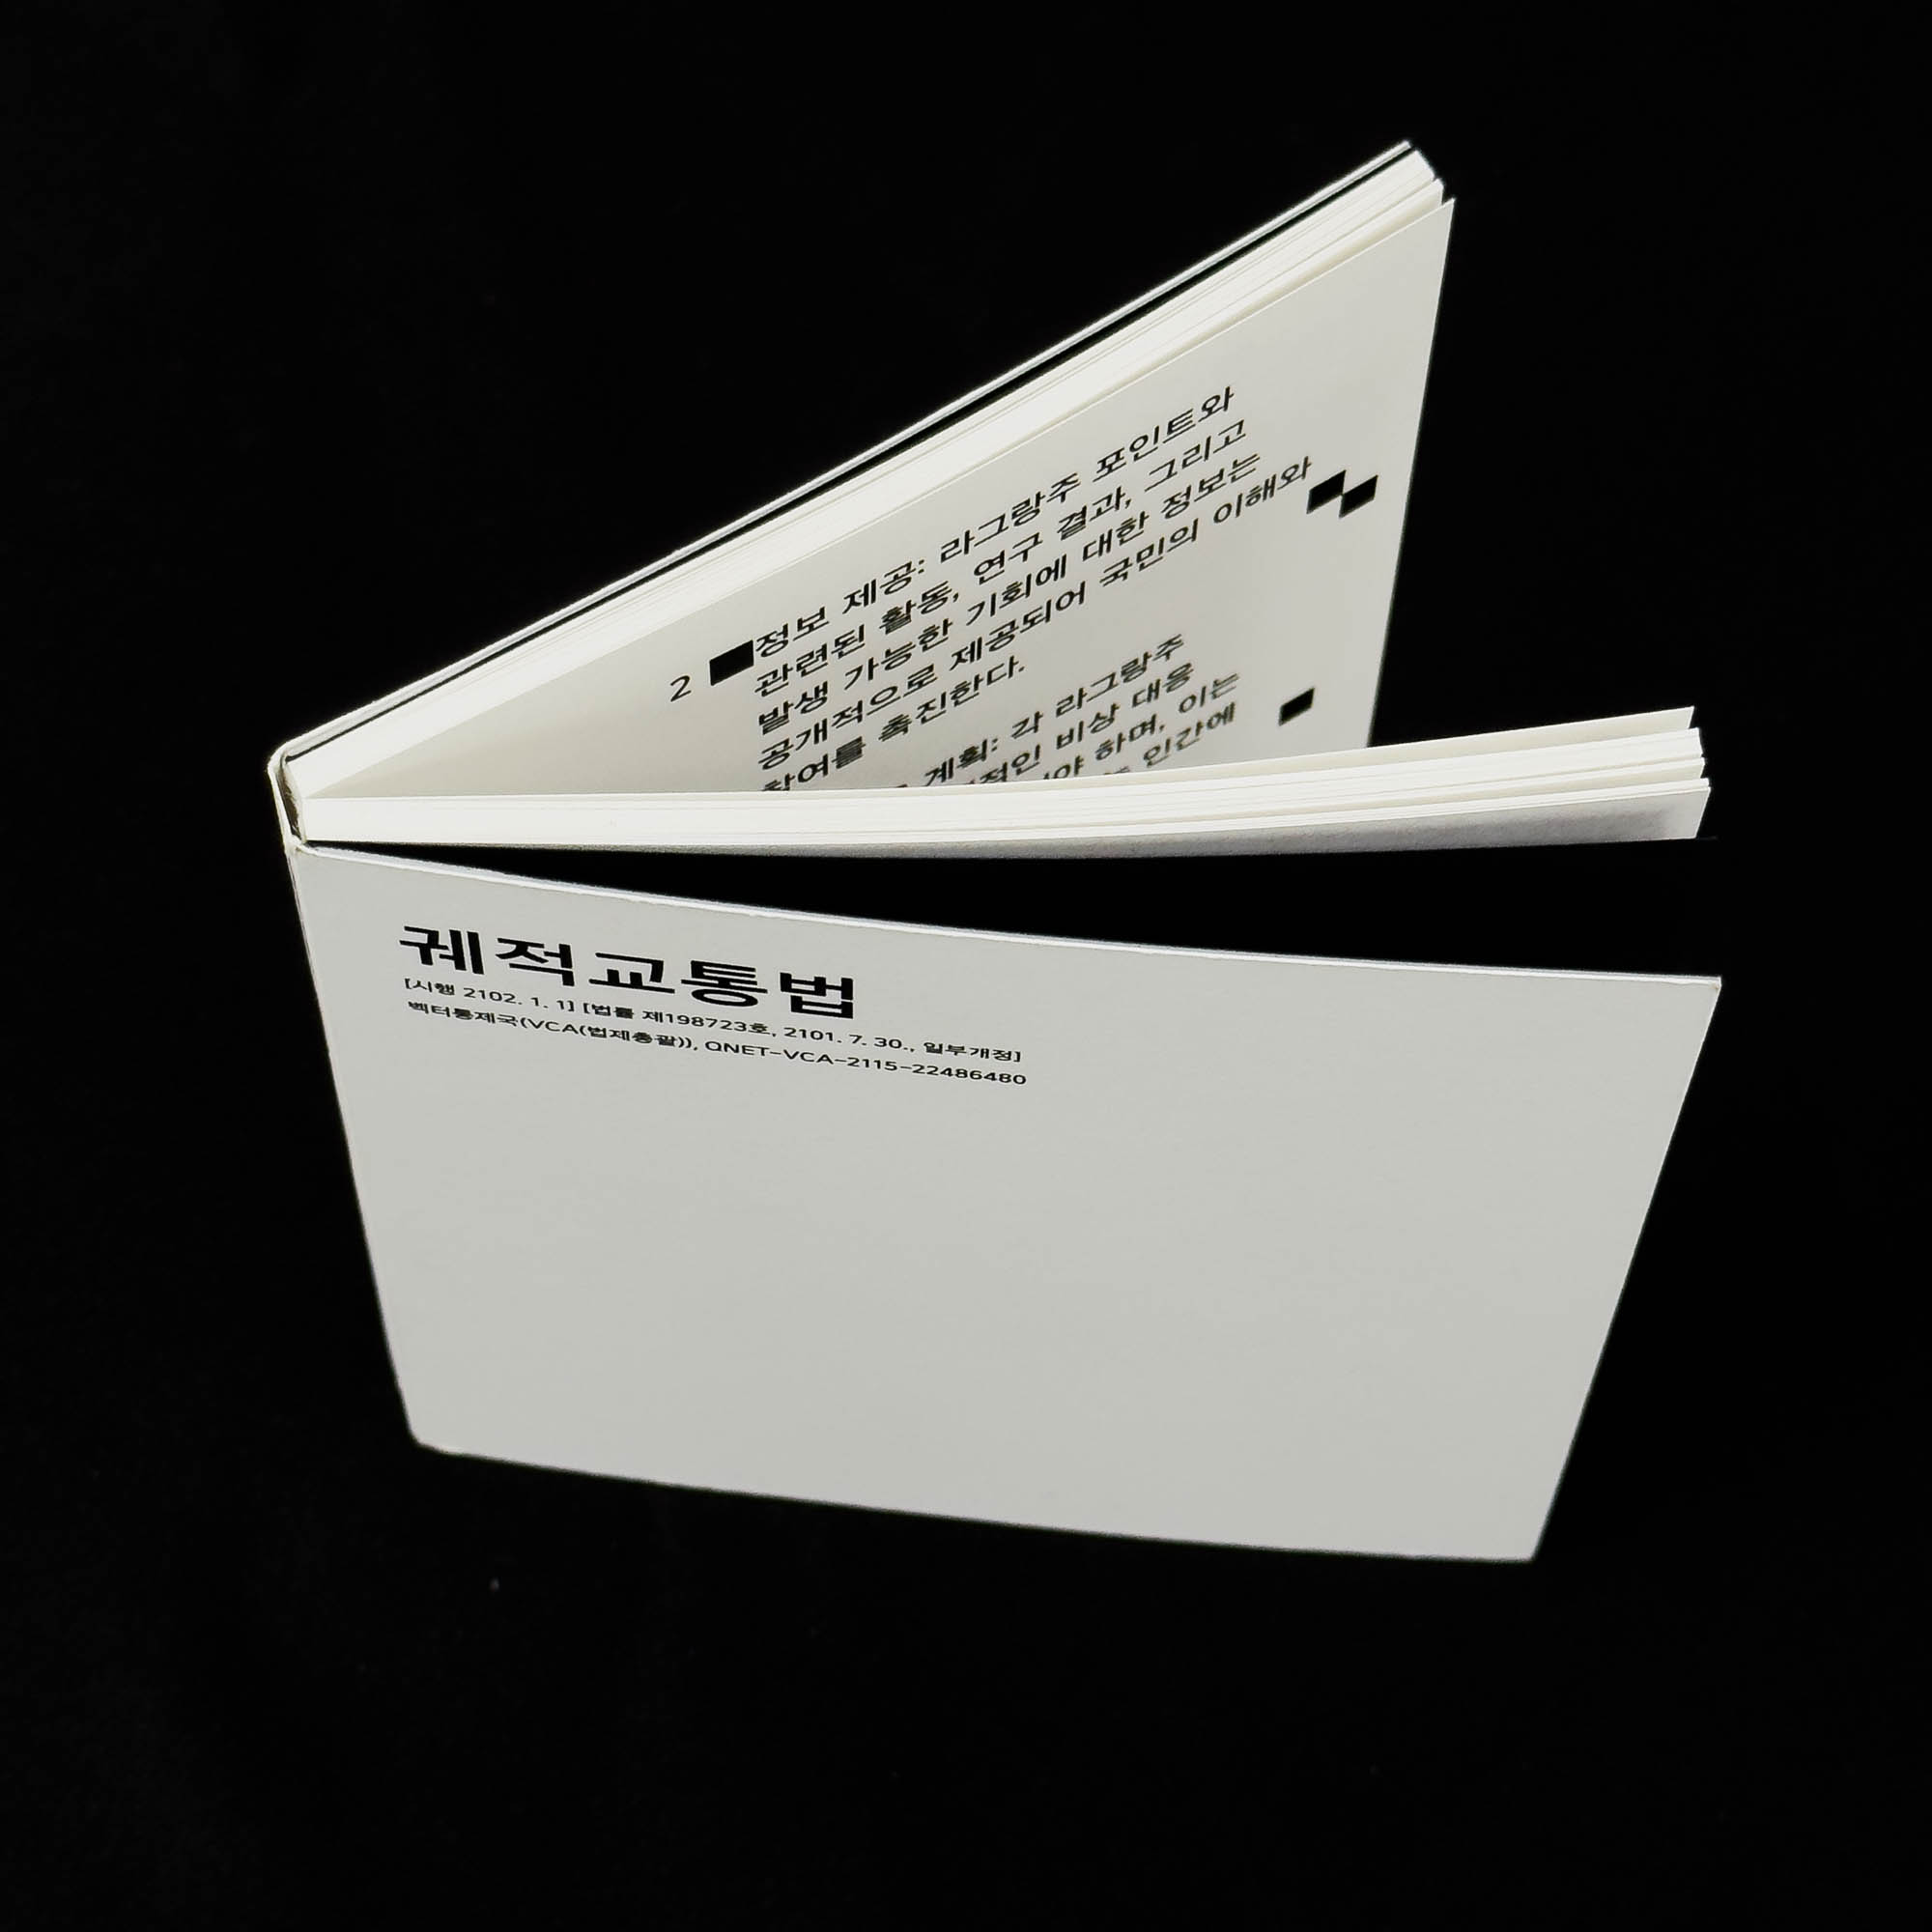 2 정보 제공: 라그랑주 포인트와
관련된 활동, 연구 결과, 그리고
발생 가능한 기회에 대한 정보는
공개적으로 제공되어 국민의 이해와
참여를 촉진한다.
계획: 각 라그랑주
비상 대응
하며, 이는
인간에
궤적교통법
[시행 2102. 1. 1] [법률 제198723호, 2101. 7. 30., 일부개정]
벡터통제국(VCA(법제총괄)), QNET-VCA-2115-22486480